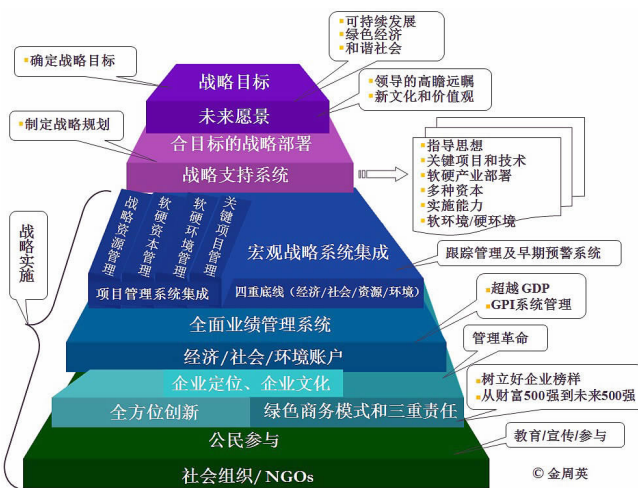 可持续发展
绿色经济
和谐社会
确定战略目标
战略目标
领导的高瞻远瞩
新文化和价值观
未来愿景
制定战略规划
合目标的战略部署
战略支持系统
指导思想
关键项目和技术
软硬产业部署
多种资本
实施能力
软环境/硬环境
战略实施
战略资源管理
软硬资本管理
软硬环境管理
关键项目管理
宏观战略系统集成
跟踪管理及早期预警系统
项目管理系统集成
四重底线（经济/社会/资源/环境）
超越 GDP
GPI系统管理
全面业绩管理系统
管理革命
经济/社会/环境账户
企业定位、企业文化
树立好企业榜样
从财富500强到未来500强
全方位创新
绿色商务模式和三重责任
公民参与
教育/宣传/参与
社会组织/ NGOs
© 金周英